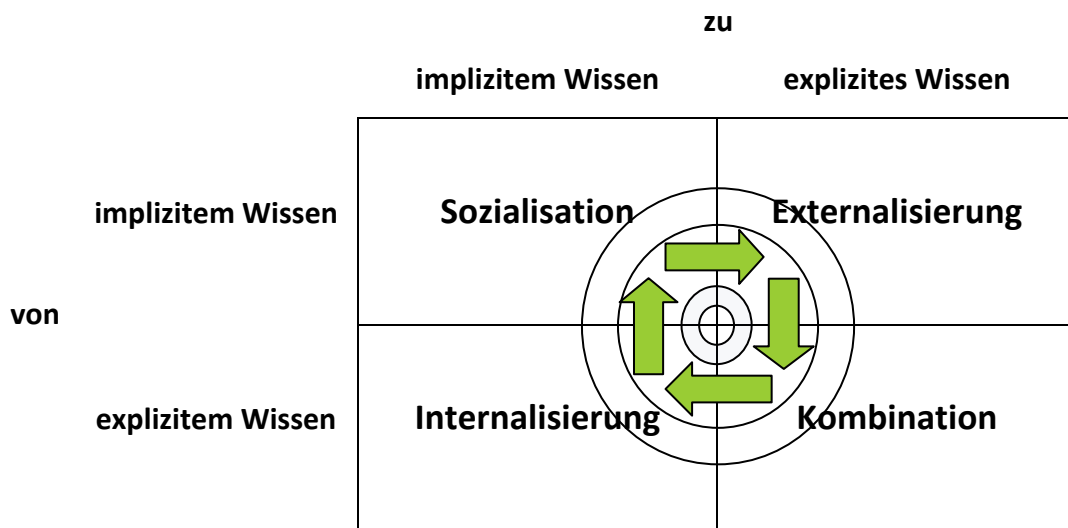 zu
implizitem Wissen explizites Wissen
implizitem Wissen Sozialisation Externalisierung
von
explizitem Wissen Internalisierung Kombination